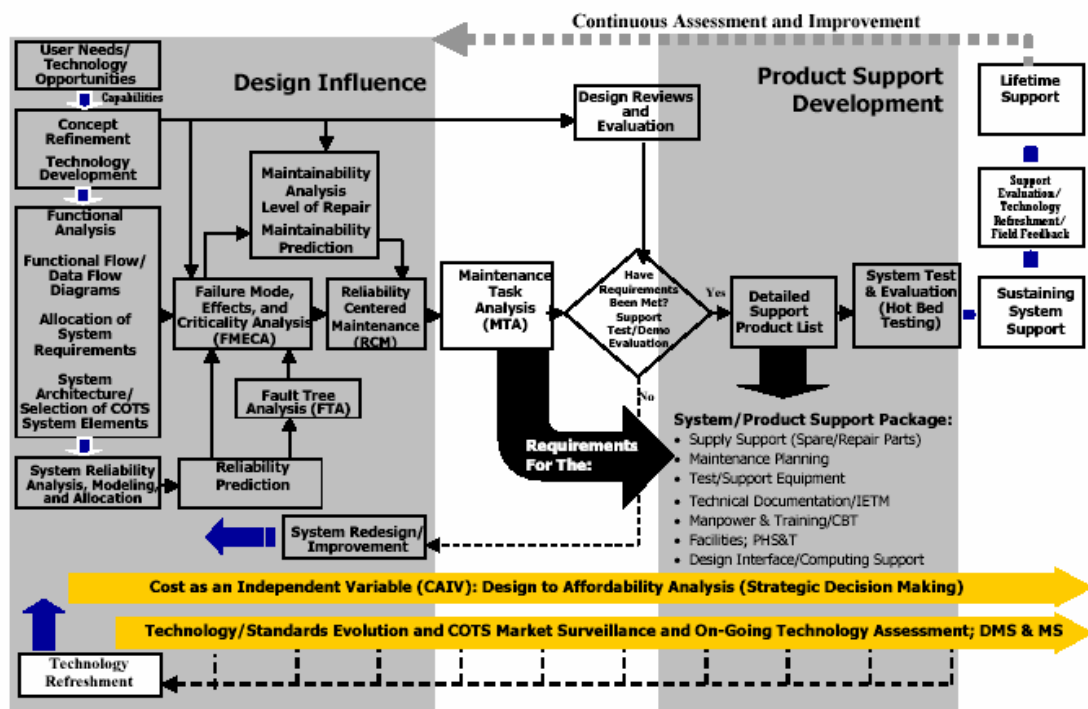 Continuous Assessment and Improvement
User Needs/
Technology
Opportunities
Capabilities
Design Influence
Product Support
Development
Concept
Refinement
Technology
Development
Design Reviews
and
Evaluation
Lifetime
Support
Maintainability
Analysis
Level of Repair
Maintainability
Prediction
Support
Evaluation/
Technology
Refreshment/
Field Feedback
Functional
Analysis
Functional Flow/
Data Flow
Diagrams
Allocation of
System
Requirements
System
Architecture/
Selection of COTS
System Elements
Failure Mode,
Effects, and
Criticality Analysis
(FMECA)
Reliability
Centered
Maintenance
(RCM)
Maintenance
Task
Analysis
(MTA)
Have
Requirements
Been Met?
Support
Test/Demo
Evaluation
Yes
No
Detailed
Support
Product List
System Test
& Evaluation
(Hot Bed
Testing)
Sustaining
System
Support
Fault Tree
Analysis (FTA)
System Reliability
Analysis, Modeling,
and Allocation
Reliability
Prediction
Requirements
For The:
System/Product Support Package:
• Supply Support (Spare/Repair Parts)
• Maintenance Planning
• Test/Support Equipment
• Technical Documentation/IETM
• Manpower & Training/CBT
• Facilities; PHS&T
• Design Interface/Computing Support
System Redesign/
Improvement
Cost as an Independent Variable (CAIV): Design to Affordability Analysis (Strategic Decision Making)
Technology/Standards Evolution and COTS Market Surveillance and On-Going Technology Assessment; DMS & MS
Technology
Refreshment